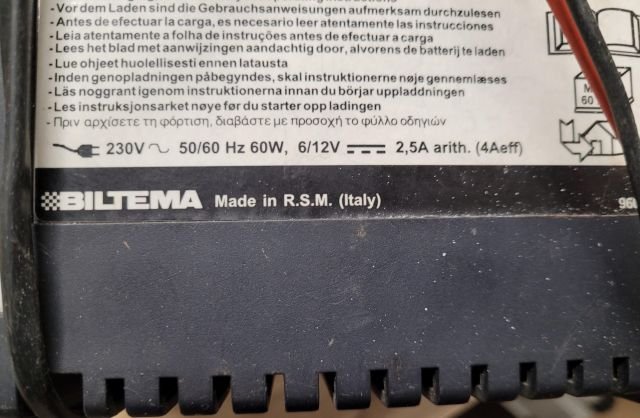 - Vor dem Laden sind die Gebrauchsanweisungen aufmerksam durchzulesen
- Antes de efectuar la carga, es necesario leer atentamente las instrucciones
- Leia atentamente a folha de instruções antes de efectuar a carga
- Lees het blad met aanwijzingen aandachtig door, alvorens de batterij te laden
- Lue ohjeet huolellisesti ennen latausta
- Inden genopladningen påbegyndes, skal instruktionerne nøje gennemlæses
- Läs noggrant igenom instruktionerna innan du börjar uppladdningen
- Les instruksjonsarket nøye før du starter opp lading
- Πριν αρχίσετε τη φόρτιση, διαβάστε με προσοχή το φύλλο οδηγιών
230V 50/60 Hz 60W, 6/12V 2,5A arith. (4Aeff)
BILTEMA Made in R.S.M. (Italy)
60